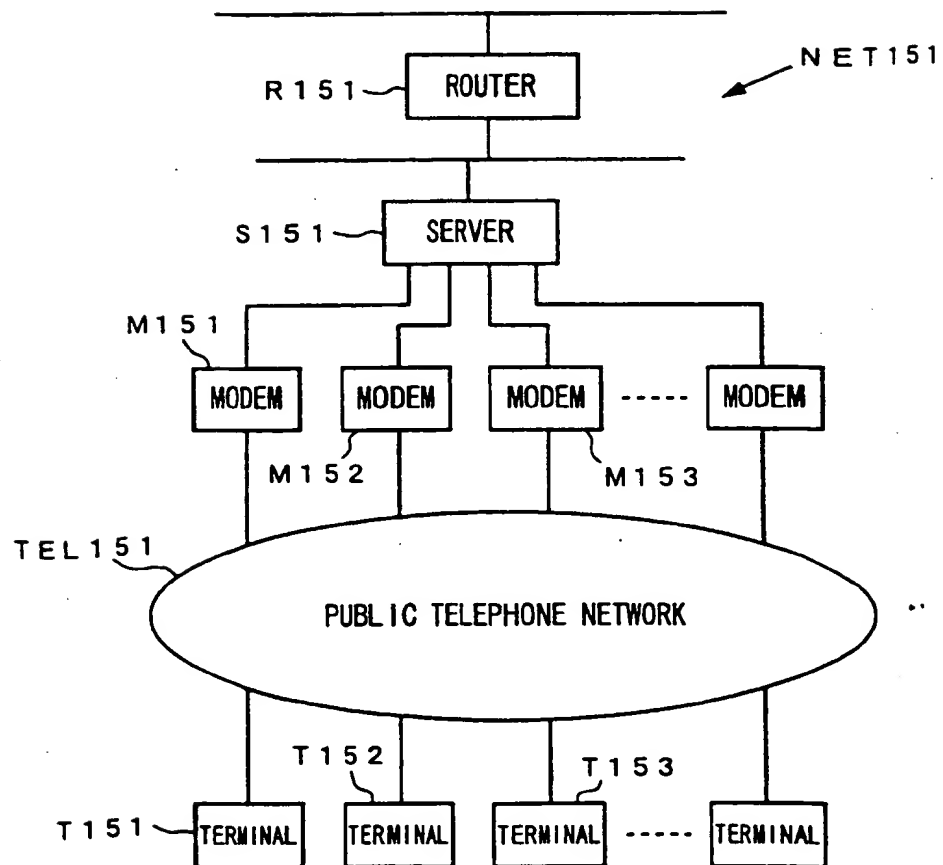 NET151
R151 ROUTER
S151 SERVER
M151
MODEM MODEM MODEM ----- MODEM
M152 M153
TEL151
PUBLIC TELEPHONE NETWORK
T152 T153
T151 TERMINAL TERMINAL TERMINAL ----- TERMINAL